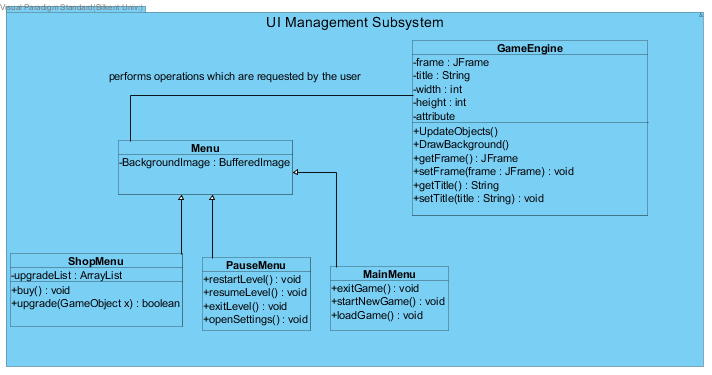 Visual Paradigm Standard(Bilkent Univ.)
UI Management Subsystem
GameEngine
-frame : JFrame
-title : String
-width : int
-height : int
-attribute
+UpdateObjects()
+DrawBackground()
+getFrame() : JFrame
+setFrame(frame : JFrame) : void
+getTitle() : String
+setTitle(title : String) : void
performs operations which are requested by the user
Menu
-BackgroundImage : BufferedImage
ShopMenu
-upgradeList : ArrayList
+buy() : void
+upgrade(GameObject x) : boolean
PauseMenu
+restartLevel() : void
+resumeLevel() : void
+exitLevel() : void
+openSettings() : void
MainMenu
+exitGame() : void
+startNewGame() : void
+loadGame() : void